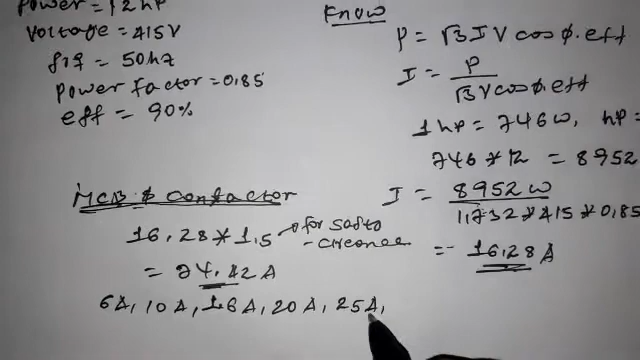 power = 12 hp
voltage = 415V
frq = 50hz
power factor = 0.85
eff = 90%
Know
P = √3 I V cos φ. eff
I = P / √3 V cos φ. eff
1 hp = 746 W, hp =
746 * 12 = 8952
I = 8952 W / 1.732 * 415 * 0.85
= 16.28 A
MCB & Contactor
16.28 * 1.5 for
= 24.42 A
6A, 10 A, 16A, 20A, 25A,